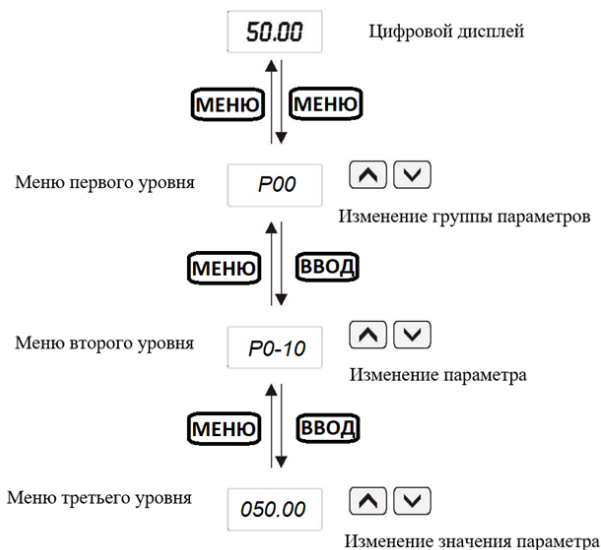 50.00 Цифровой дисплей
МЕНЮ МЕНЮ
Меню первого уровня P00
Изменение группы параметров
МЕНЮ ВВОД
Меню второго уровня P0-10
Изменение параметра
МЕНЮ ВВОД
Меню третьего уровня 050.00
Изменение значения параметра